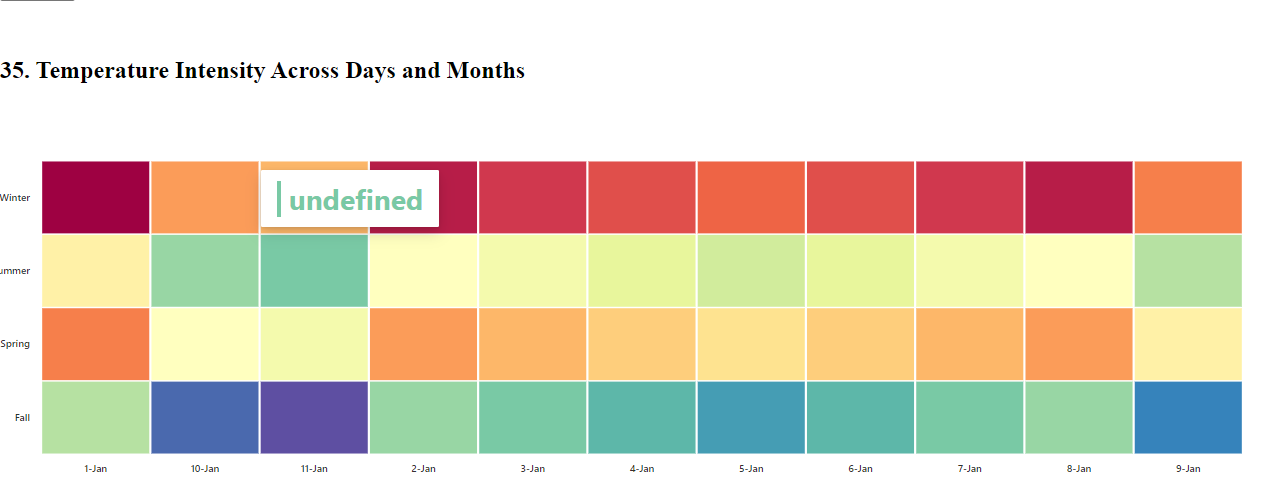 35. Temperature Intensity Across Days and Months
undefined
Winter
ummer
Spring
Fall
1-Jan 10-Jan 11-Jan 2-Jan 3-Jan 4-Jan 5-Jan 6-Jan 7-Jan 8-Jan 9-Jan